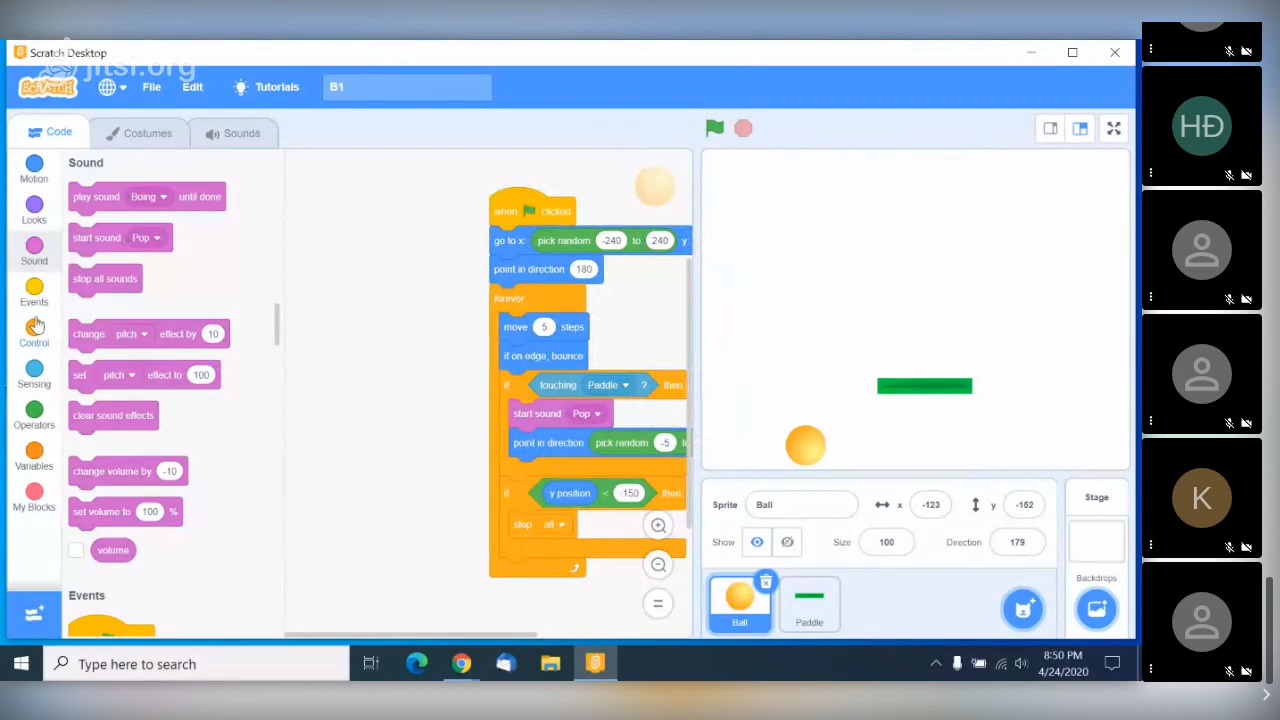 Scratch Desktop
jitsi.org
SCRATCH
File
Edit
Tutorials
B1
Code
Costumes
Sounds
Motion
Looks
Sound
Events
Control
Sensing
Operators
Variables
My Blocks
Sound
play sound Boing until done
start sound Pop
stop all sounds
change pitch effect by 10
set pitch effect to 100
clear sound effects
change volume by -10
set volume to 100 %
volume
Events
when clicked
go to x: pick random -240 to 240 y:
point in direction 180
forever
move 5 steps
if on edge, bounce
if touching Paddle ? then
start sound Pop
point in direction pick random -5
if y position < -150 then
stop all
Sprite Ball x -123 y -162
Show Size 100 Direction 179
Ball
Paddle
Stage
Backdrops
HĐ
K
Type here to search
8:50 PM
4/24/2020